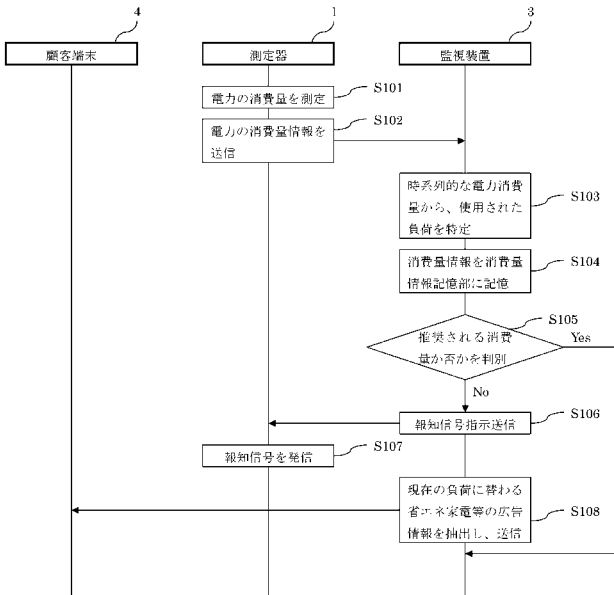 4
1
3
顧客端末
測定器
監視装置
電力の消費量を測定
S101
電力の消費量情報を
送信
S102
時系列的な電力消費
量から、使用された
負荷を特定
S103
消費量情報を消費量
情報記憶部に記憶
S104
推奨される消費
量か否かを判別
S105
Yes
No
報知信号指示送信
S106
報知信号を発信
S107
現在の負荷に替わる
省エネ家電等の広告
情報を抽出し、送信
S108